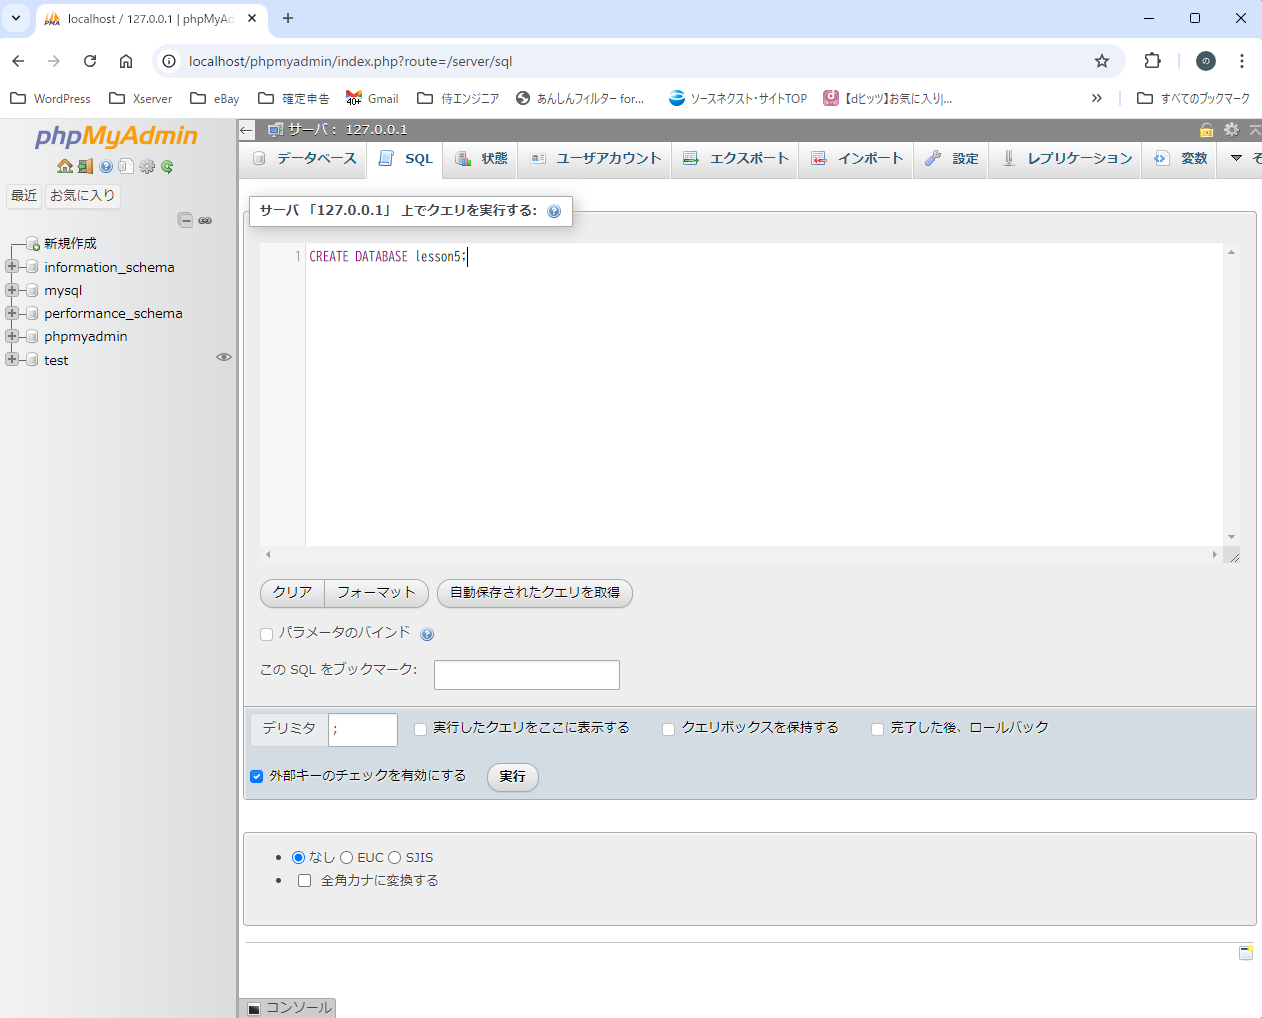 localhost / 127.0.0.1 | phpMyAd
localhost/phpmyadmin/index.php?route=/server/sql
の
WordPress
Xserver
eBay
確定申告
40+
Gmail
侍エンジニア
あんしんフィルター for...
ソースネクスト・サイトTOP
【dヒッツ】お気に入り|...
すべてのブックマーク
phpMyAdmin
最近
お気に入り
新規作成
information_schema
mysql
performance_schema
phpmyadmin
test
サーバ： 127.0.0.1
データベース
SQL
状態
ユーザアカウント
エクスポート
インポート
設定
レプリケーション
変数
そ
サーバ 「127.0.0.1」 上でクエリを実行する:
1
CREATE DATABASE lesson5;
クリア
フォーマット
自動保存されたクエリを取得
パラメータのバインド
この SQL をブックマーク:
デリミタ
;
実行したクエリをここに表示する
クエリボックスを保持する
完了した後、ロールバック
外部キーのチェックを有効にする
実行
なし EUC SJIS
全角カナに変換する
コンソール